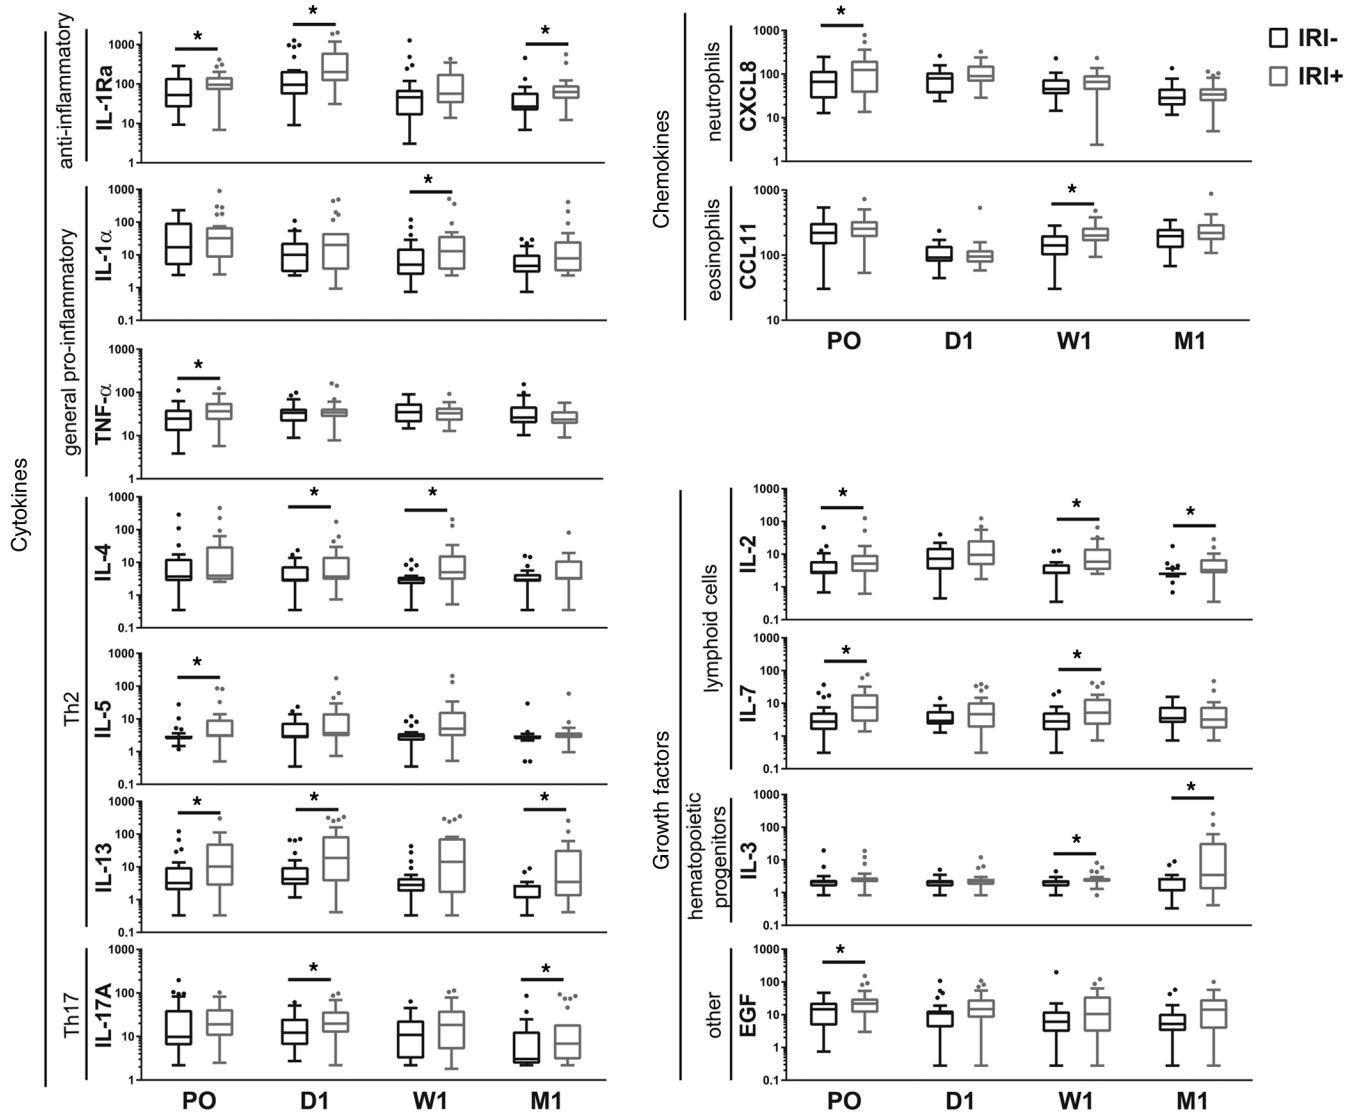 Cytokines
anti-inflammatory
IL-1Ra
1000
100
10
1
*
*
*
general pro-inflammatory
IL-1α
1000
100
10
1
0.1
*
TNF-α
1000
100
10
1
*
Th2
IL-4
1000
100
10
1
0.1
*
*
IL-5
1000
100
10
1
0.1
*
IL-13
1000
100
10
1
0.1
*
*
*
Th17
IL-17A
1000
100
10
1
*
*
PO D1 W1 M1
Chemokines
neutrophils
CXCL8
1000
100
10
1
*
eosinophils
CCL11
1000
100
10
*
PO D1 W1 M1
IRI-
IRI+
Growth factors
lymphoid cells
IL-2
1000
100
10
1
0.1
*
*
*
IL-7
1000
100
10
1
0.1
*
*
hematopoietic
progenitors
IL-3
1000
100
10
1
0.1
*
*
other
EGF
1000
100
10
1
0.1
*
PO D1 W1 M1